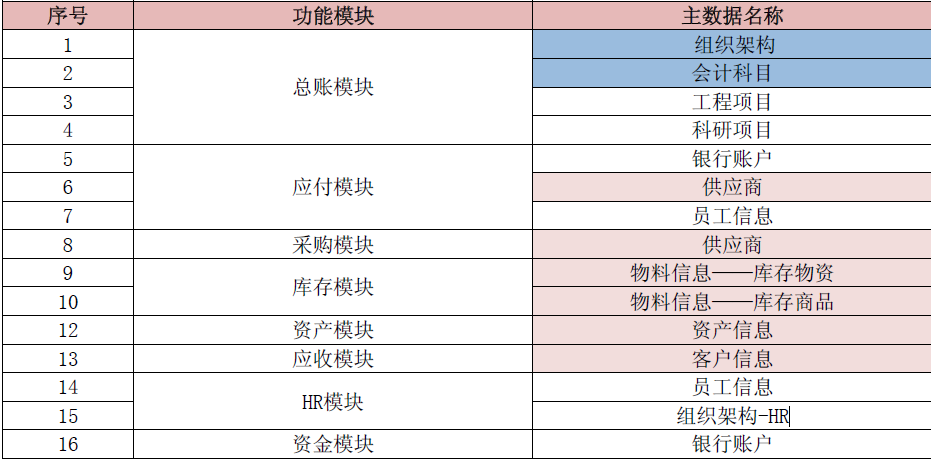 序号 功能模块 主数据名称
1 总账模块 组织架构
2 会计科目
3 工程项目
4 科研项目
5 应付模块 银行账户
6 供应商
7 员工信息
8 采购模块 供应商
9 库存模块 物料信息——库存物资
10 物料信息——库存商品
12 资产模块 资产信息
13 应收模块 客户信息
14 HR模块 员工信息
15 组织架构-HR
16 资金模块 银行账户